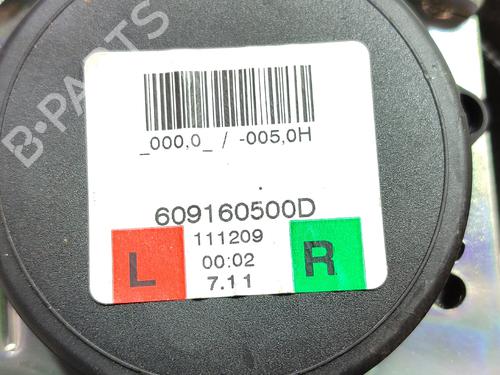 B-PARTS
_000,0_ / -005,0H
609160500D
111209
L
00:02
R
7.11